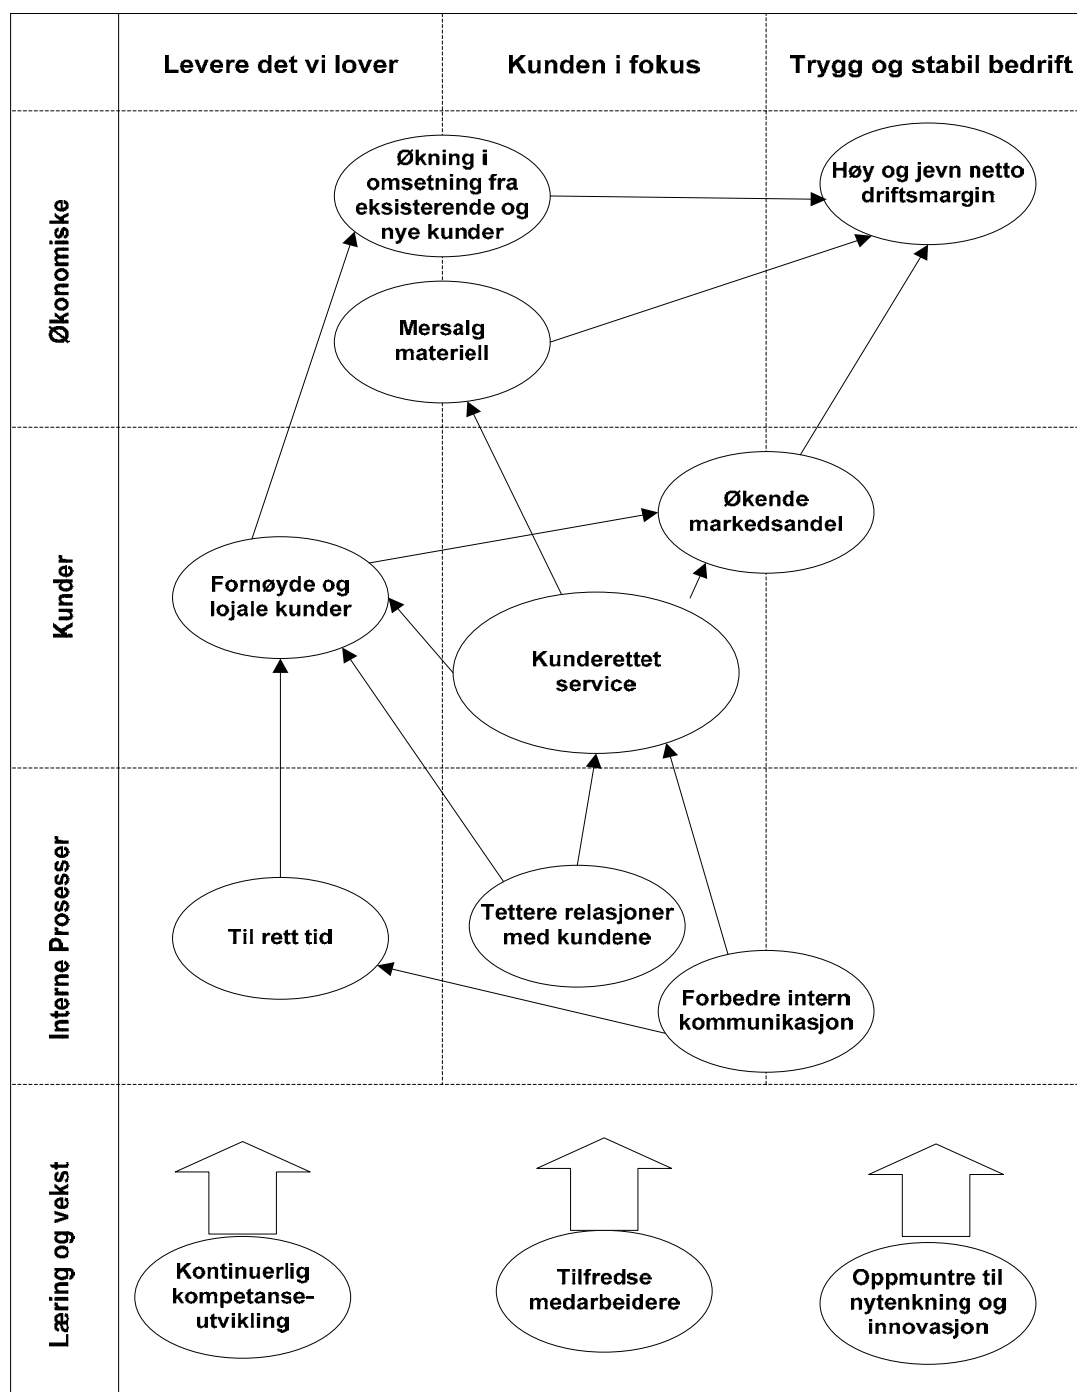 Levere det vi lover
Kunden i fokus
Trygg og stabil bedrift
Økonomiske
Økning i
omsetning fra
eksisterende og
nye kunder
Høy og jevn netto
driftsmargin
Mersalg
materiell
Kunder
Økende
markedsandel
Fornøyde og
lojale kunder
Kunderettet
service
Interne Prosesser
Til rett tid
Tettere relasjoner
med kundene
Forbedre intern
kommunikasjon
Læring og vekst
Kontinuerlig
kompetanse-
utvikling
Tilfredse
medarbeidere
Oppmuntre til
nytenkning og
innovasjon